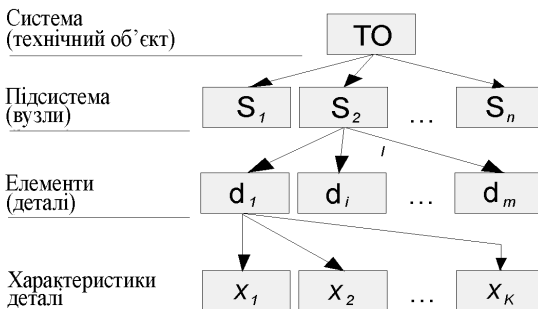 Система
(технічний об’єкт)
ТО
Підсистема
(вузли)
S1 S2 … Sn
l
Елементи
(деталі)
d1 di … dm
Характеристики
деталі
x1 x2 … xK